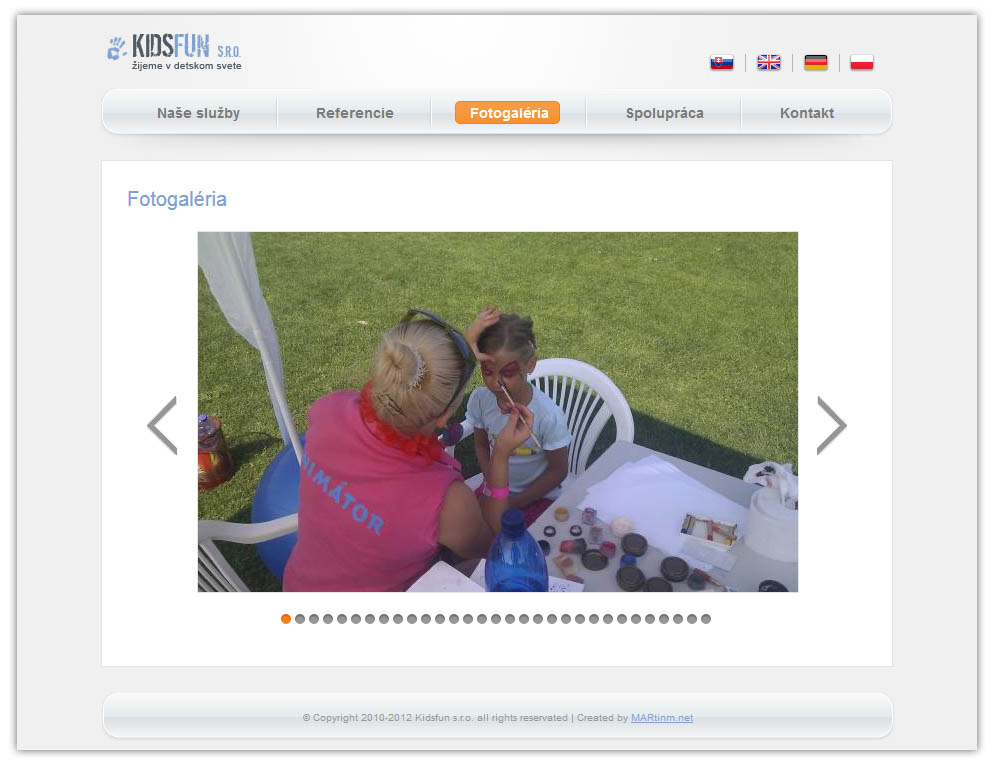 KIDSFUN S.R.O.
žijeme v detskom svete
Naše služby
Referencie
Fotogaléria
Spolupráca
Kontakt
Fotogaléria
NIMÁTOR
© Copyright 2010-2012 Kidsfun s.r.o. all rights reservated | Created by MARtinm.net